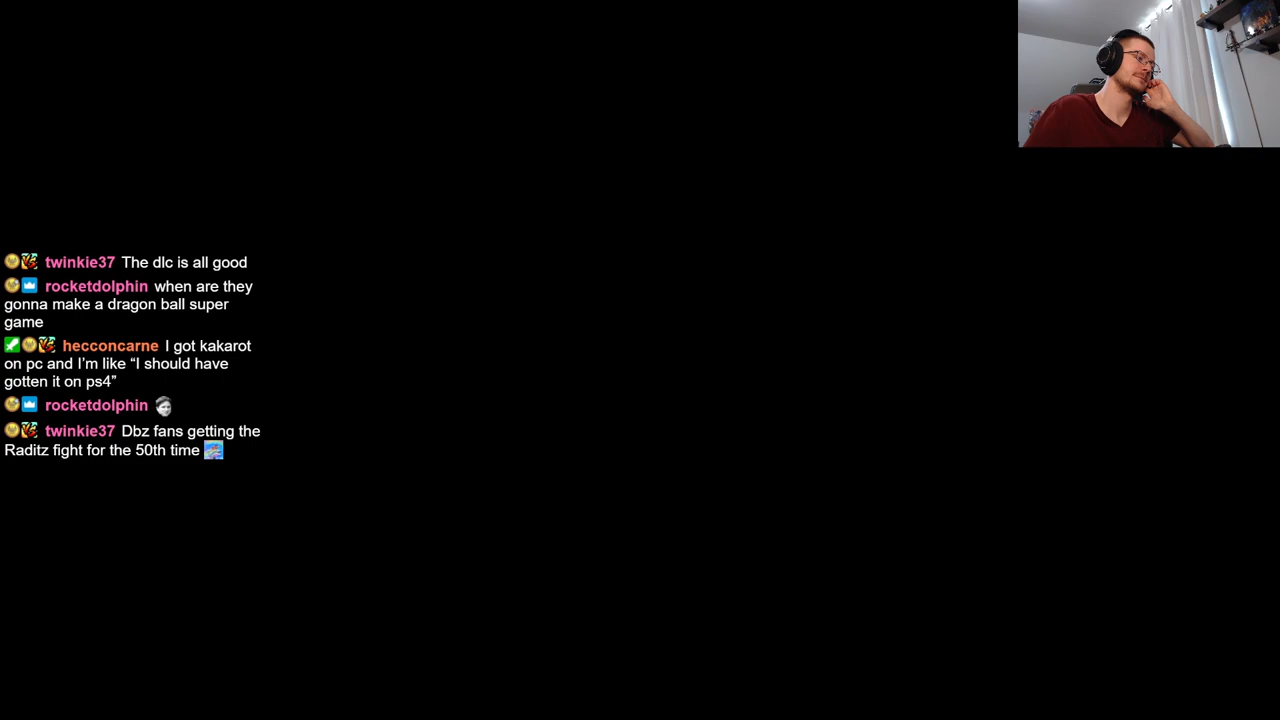 twinkie37 The dlc is all good
rocketdolphin when are they
gonna make a dragon ball super
game
hecconcarne I got kakarot
on pc and I’m like “I should have
gotten it on ps4”
rocketdolphin
twinkie37 Dbz fans getting the
Raditz fight for the 50th time